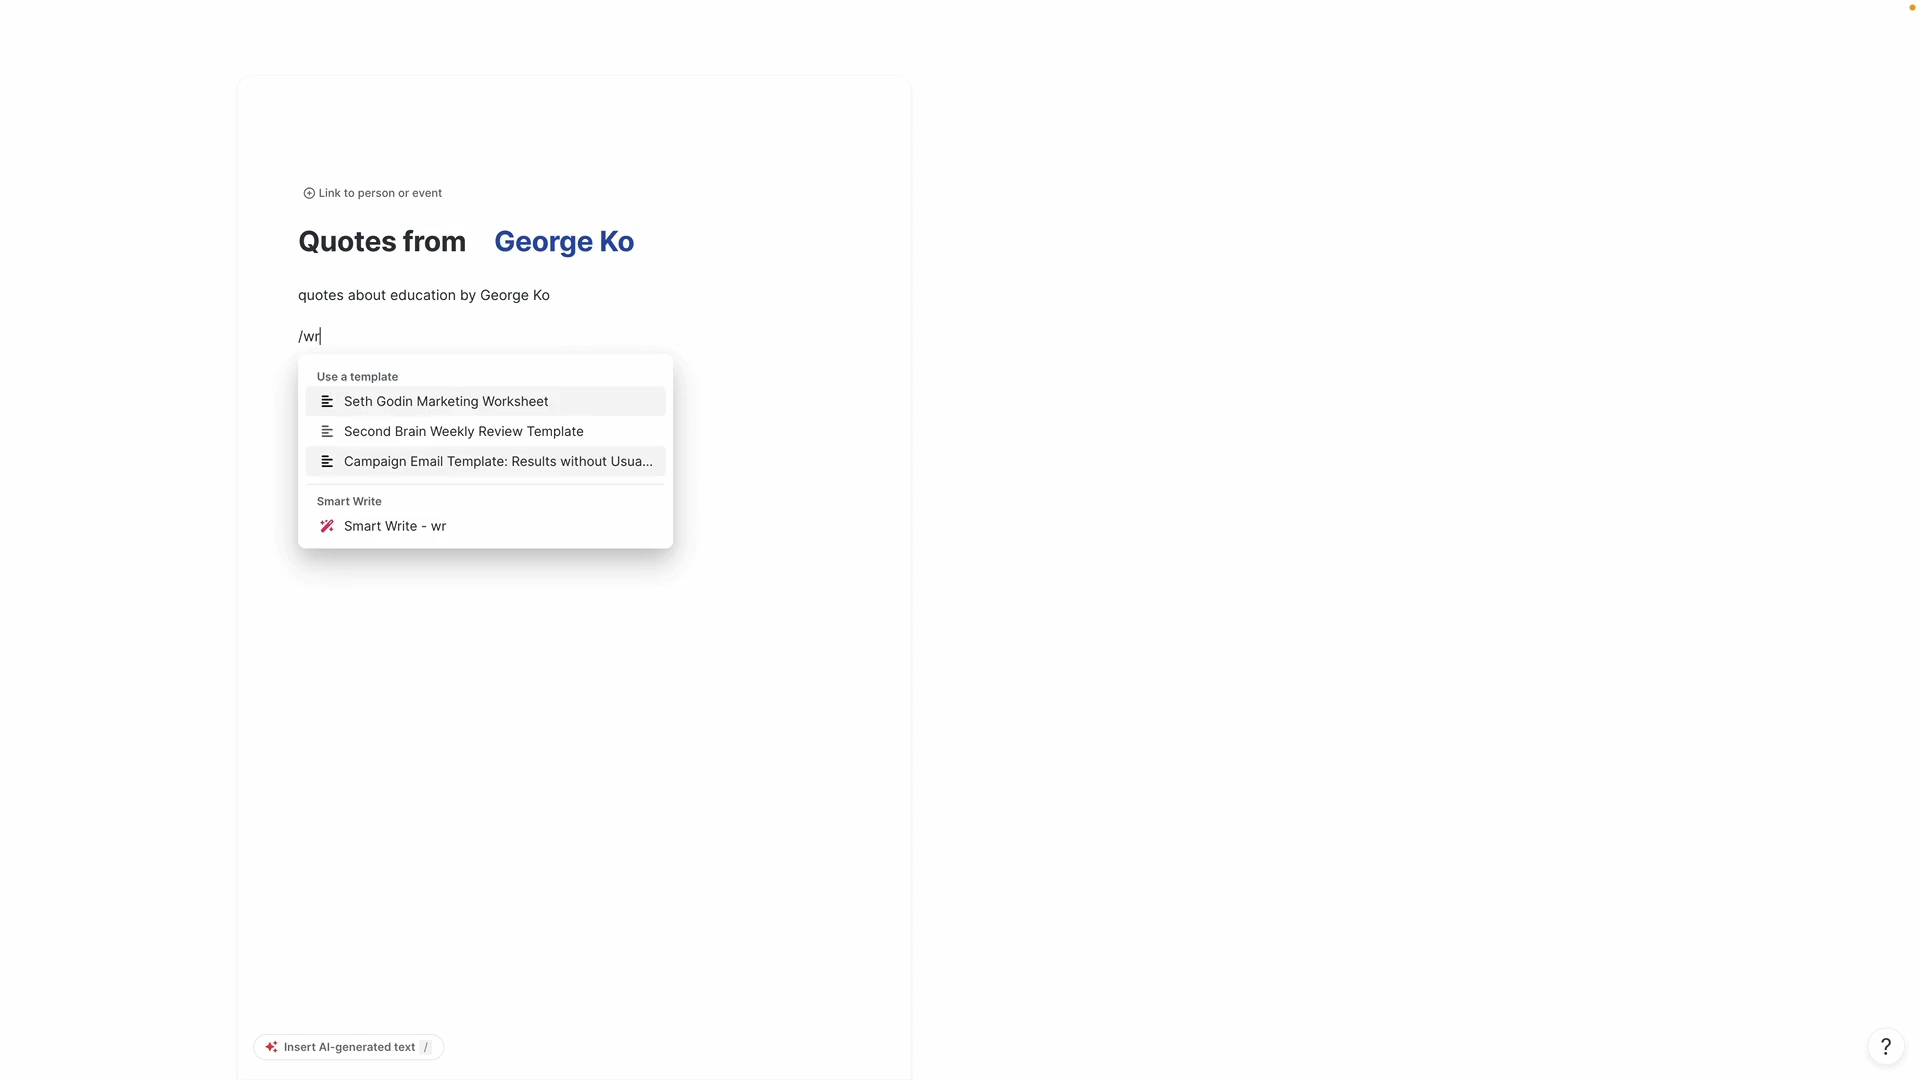 Link to person or event
Quotes from George Ko
quotes about education by George Ko
/wr
Use a template
Seth Godin Marketing Worksheet
Second Brain Weekly Review Template
Campaign Email Template: Results without Usua...
Smart Write
Smart Write - wr
Insert AI-generated text /
?